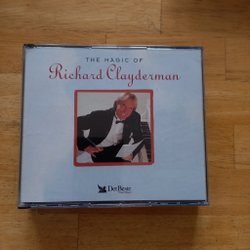 THE MAGIC OF
Richard Clayderman
Das Beste